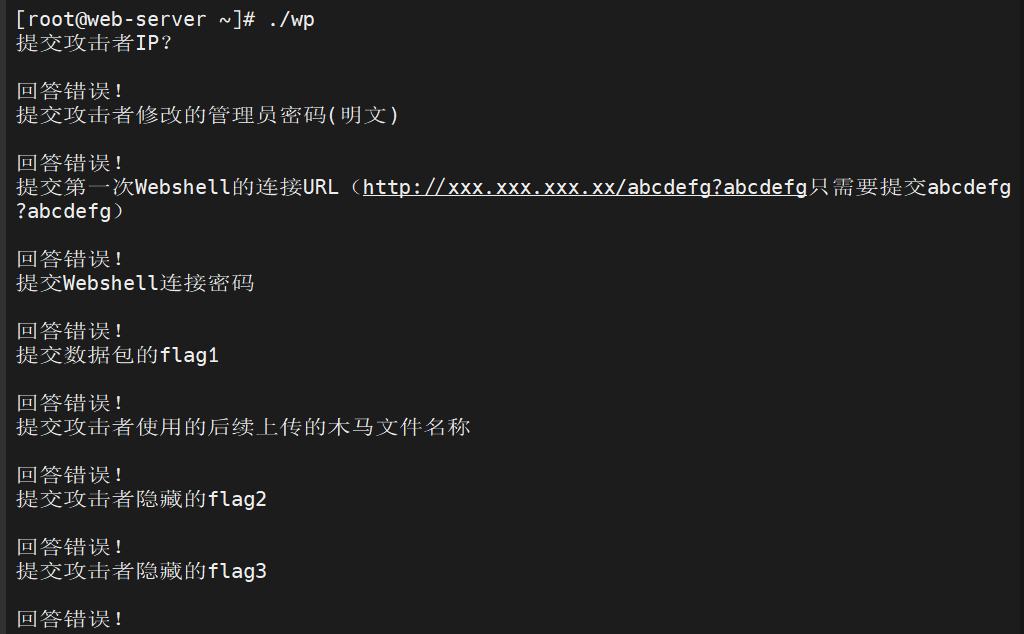 [root@web-server ~]# ./wp
提交攻击者IP？
回答错误！
提交攻击者修改的管理员密码(明文)
回答错误！
提交第一次Webshell的连接URL（http://xxx.xxx.xxx.xx/abcdefg?abcdefg只需要提交abcdefg
?abcdefg）
回答错误！
提交Webshell连接密码
回答错误！
提交数据包的flag1
回答错误！
提交攻击者使用的后续上传的木马文件名称
回答错误！
提交攻击者隐藏的flag2
回答错误！
提交攻击者隐藏的flag3
回答错误！